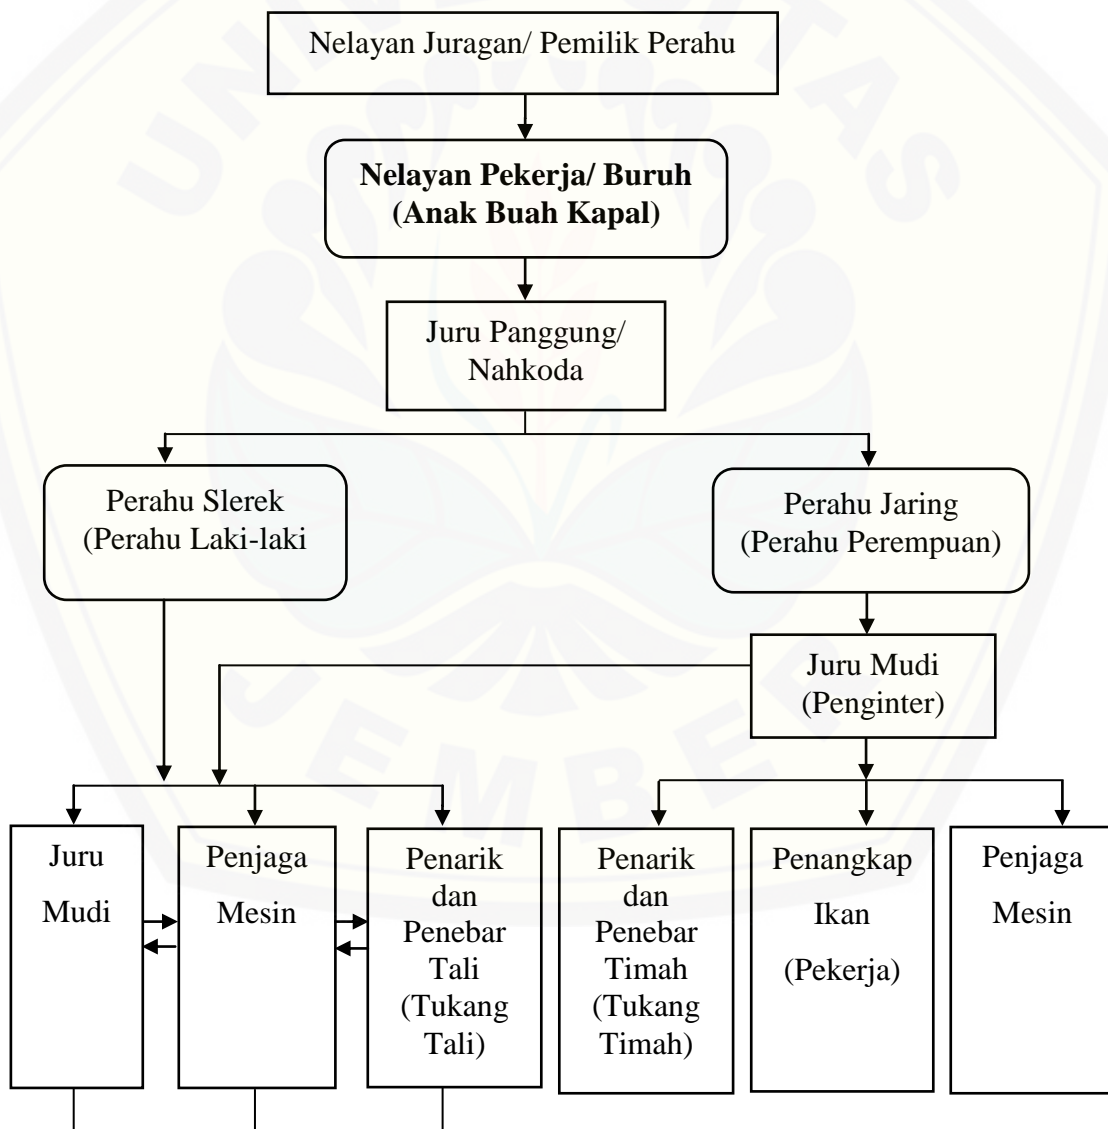 Nelayan Juragan/ Pemilik Perahu
Nelayan Pekerja/ Buruh
(Anak Buah Kapal)
Juru Panggung/
Nahkoda
Perahu Slerek
(Perahu Laki-laki
Perahu Jaring
(Perahu Perempuan)
Juru Mudi
(Penginter)
Juru
Mudi
Penjaga
Mesin
Penarik
dan
Penebar
Tali
(Tukang
Tali)
Penarik
dan
Penebar
Timah
(Tukang
Timah)
Penangkap
Ikan
(Pekerja)
Penjaga
Mesin
JEMBER